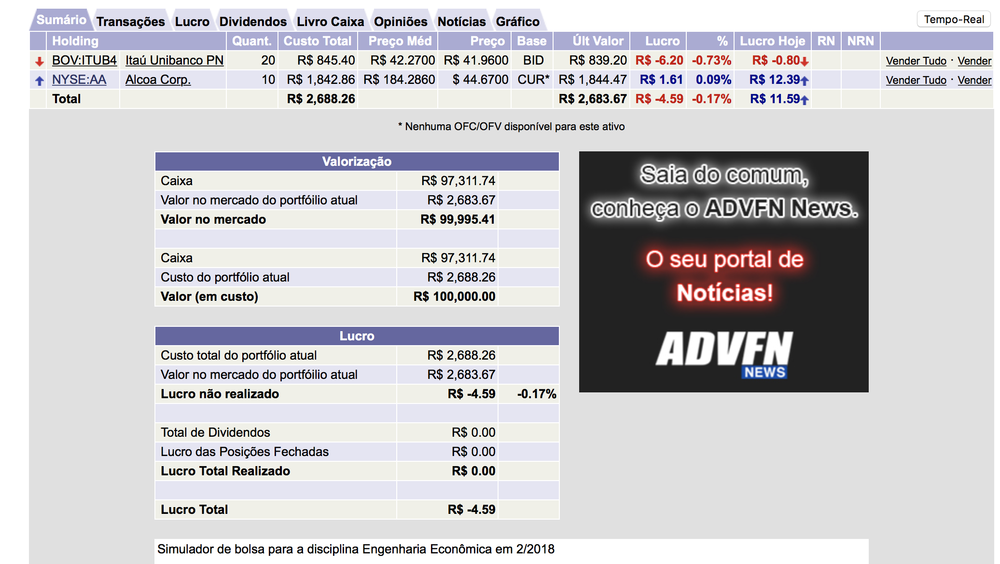 Sumário Transações Lucro Dividendos Livro Caixa Opiniões Notícias Gráfico Tempo-Real
Holding Quant. Custo Total Preço Méd Preço Base Últ Valor Lucro % Lucro Hoje RN NRN
BOV:ITUB4 Itaú Unibanco PN 20 R$ 845.40 R$ 42.2700 R$ 41.9600 BID R$ 839.20 R$ -6.20 -0.73% R$ -0.80 Vender Tudo · Vender
NYSE:AA Alcoa Corp. 10 R$ 1,842.86 R$ 184.2860 $ 44.6700 CUR* R$ 1,844.47 R$ 1.61 0.09% R$ 12.39 Vender Tudo · Vender
Total R$ 2,688.26 R$ 2,683.67 R$ -4.59 -0.17% R$ 11.59
* Nenhuma OFC/OFV disponível para este ativo
Valorização
Caixa R$ 97,311.74
Valor no mercado do portfóilio atual R$ 2,683.67
Valor no mercado R$ 99,995.41
Caixa R$ 97,311.74
Custo do portfólio atual R$ 2,688.26
Valor (em custo) R$ 100,000.00
Lucro
Custo total do portfólio atual R$ 2,688.26
Valor no mercado do portfóilio atual R$ 2,683.67
Lucro não realizado R$ -4.59 -0.17%
Total de Dividendos R$ 0.00
Lucro das Posições Fechadas R$ 0.00
Lucro Total Realizado R$ 0.00
Lucro Total R$ -4.59
Saia do comum,
conheça o ADVFN News.
O seu portal de
Notícias!
ADVFN
NEWS
Simulador de bolsa para a disciplina Engenharia Econômica em 2/2018